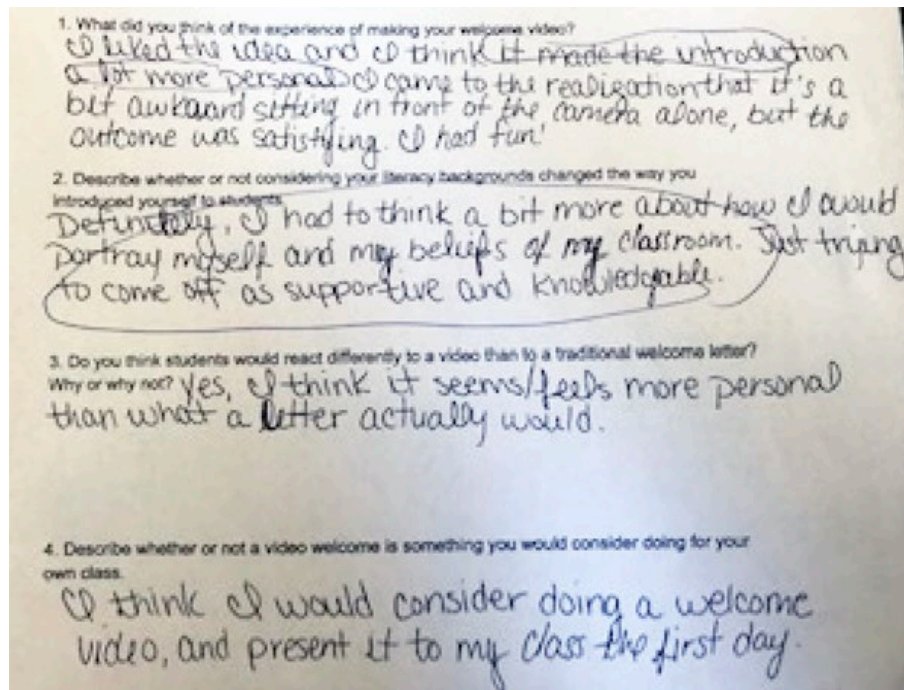 1. What did you think of the experience of making your welcome video?
I liked the idea and I think it made the introduction
a lot more personal. I came to the realization that it's a
bit awkward sitting in front of the camera alone, but the
outcome was satisfying. I had fun!
2. Describe whether or not considering your literacy backgrounds changed the way you
introduced yourself to students.
Definitely, I had to think a bit more about how I would
portray myself and my beliefs of my classroom. Just trying
to come off as supportive and knowledgable.
3. Do you think students would react differently to a video than to a traditional welcome letter?
Why or why not? Yes, I think it seems/feels more personal
than what a letter actually would.
4. Describe whether or not a video welcome is something you would consider doing for your
own class.
I think I would consider doing a welcome
video, and present it to my class the first day.